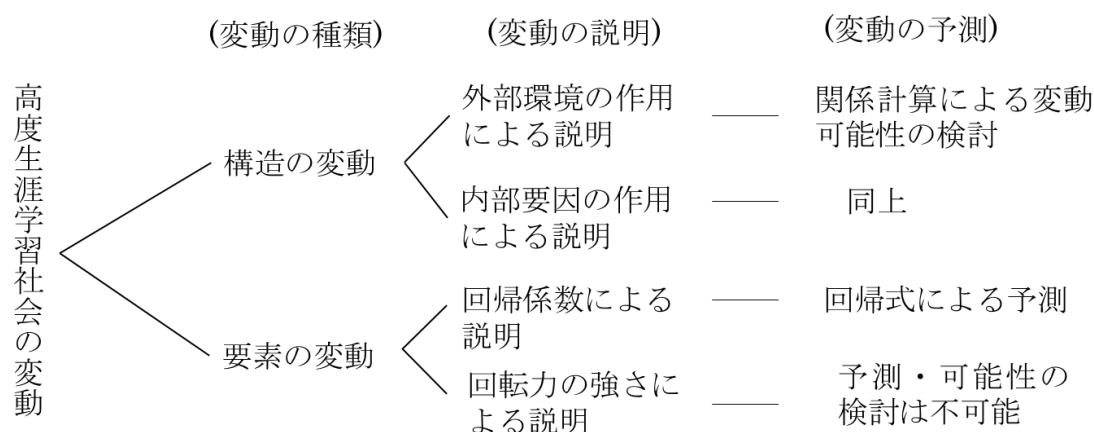 (変動の種類)
(変動の説明)
(変動の予測)
高度生涯学習社会の変動
構造の変動
外部環境の作用
による説明
関係計算による変動
可能性の検討
内部要因の作用
による説明
同上
要素の変動
回帰係数による
説明
回帰式による予測
回転力の強さに
よる説明
予測・可能性の
検討は不可能